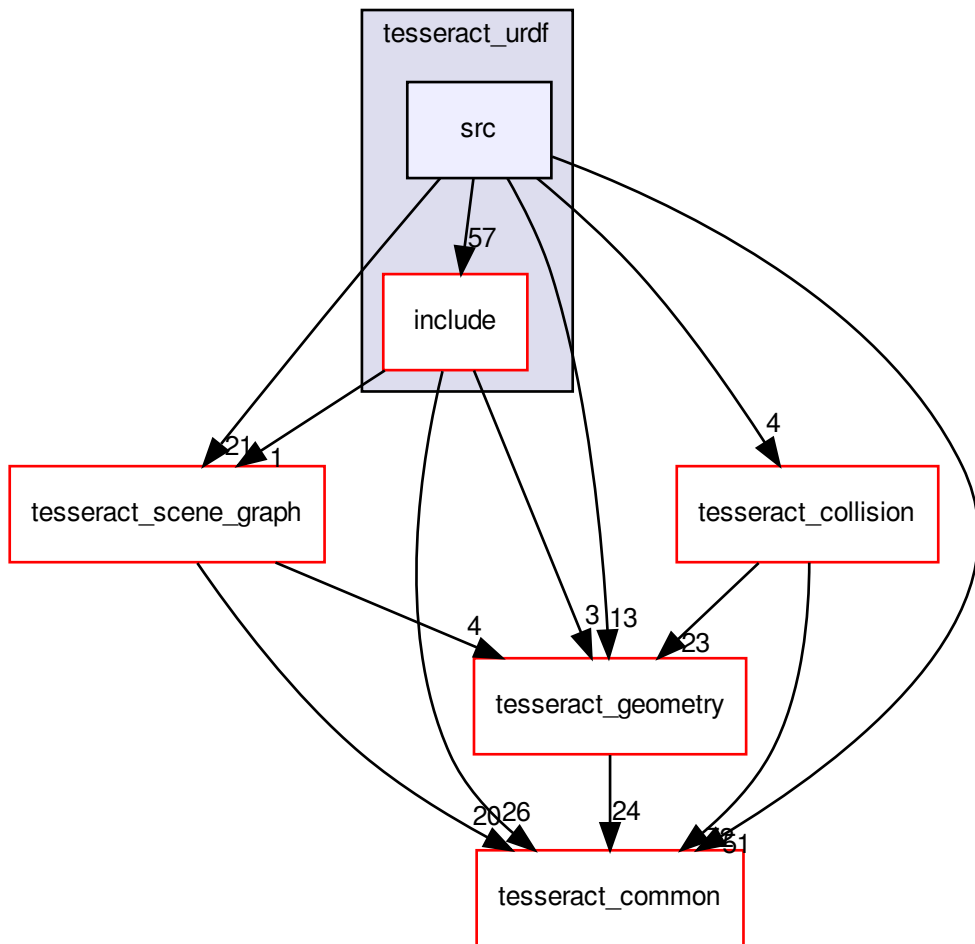 tesseract_urdf
src
57
include
21
1
4
tesseract_scene_graph
tesseract_collision
4
3
13
23
tesseract_geometry
20
26
24
51
tesseract_common